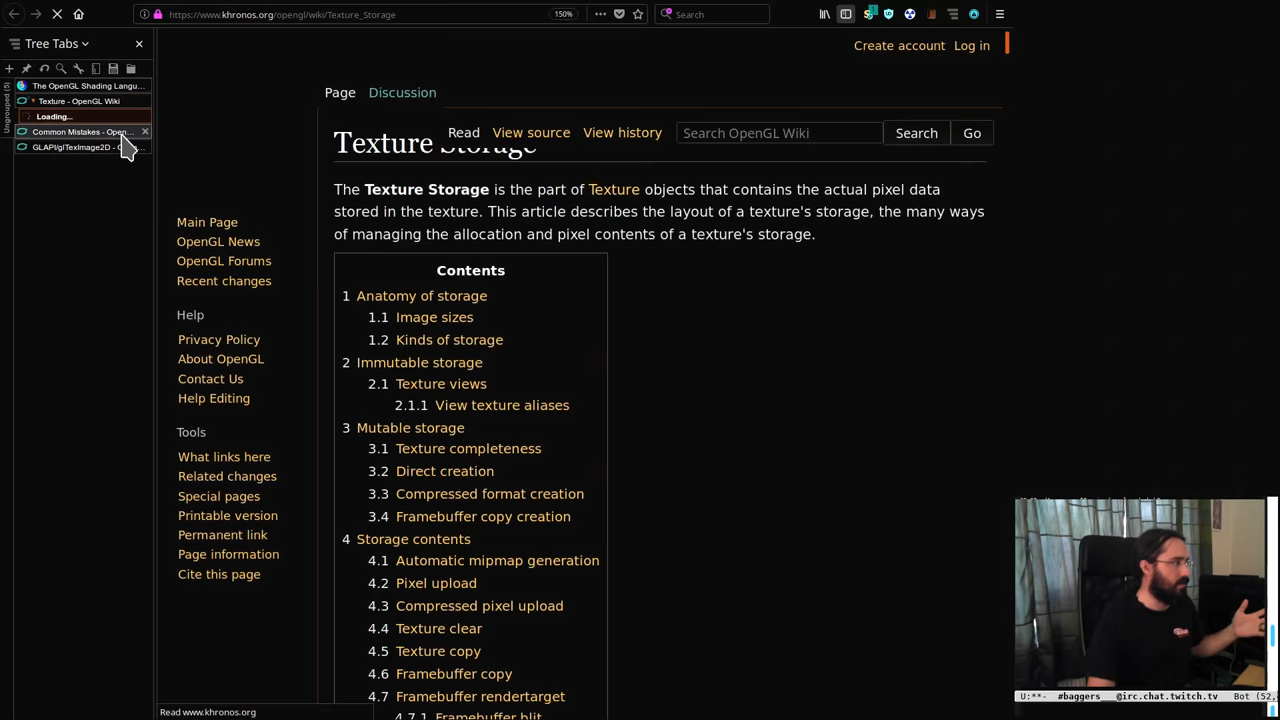 https://www.khronos.org/opengl/wiki/Texture_Storage
150%
Search
Tree Tabs
Create account Log in
The OpenGL Shading Langu...
Texture - OpenGL Wiki
Loading...
Common Mistakes - Open...
GLAPI/glTexImage2D -
Ungrouped (5)
Page Discussion
Read View source View history Search OpenGL Wiki Search Go
Texture Storage
The Texture Storage is the part of Texture objects that contains the actual pixel data
stored in the texture. This article describes the layout of a texture's storage, the many ways
of managing the allocation and pixel contents of a texture's storage.
Main Page
OpenGL News
OpenGL Forums
Recent changes
Help
Privacy Policy
About OpenGL
Contact Us
Help Editing
Tools
What links here
Related changes
Special pages
Printable version
Permanent link
Page information
Cite this page
Contents
1 Anatomy of storage
1.1 Image sizes
1.2 Kinds of storage
2 Immutable storage
2.1 Texture views
2.1.1 View texture aliases
3 Mutable storage
3.1 Texture completeness
3.2 Direct creation
3.3 Compressed format creation
3.4 Framebuffer copy creation
4 Storage contents
4.1 Automatic mipmap generation
4.2 Pixel upload
4.3 Compressed pixel upload
4.4 Texture clear
4.5 Texture copy
4.6 Framebuffer copy
4.7 Framebuffer rendertarget
4.7.1 Framebuffer blit
Read www.khronos.org
U:**- #baggers__ @irc.chat.twitch.tv Bot (52,